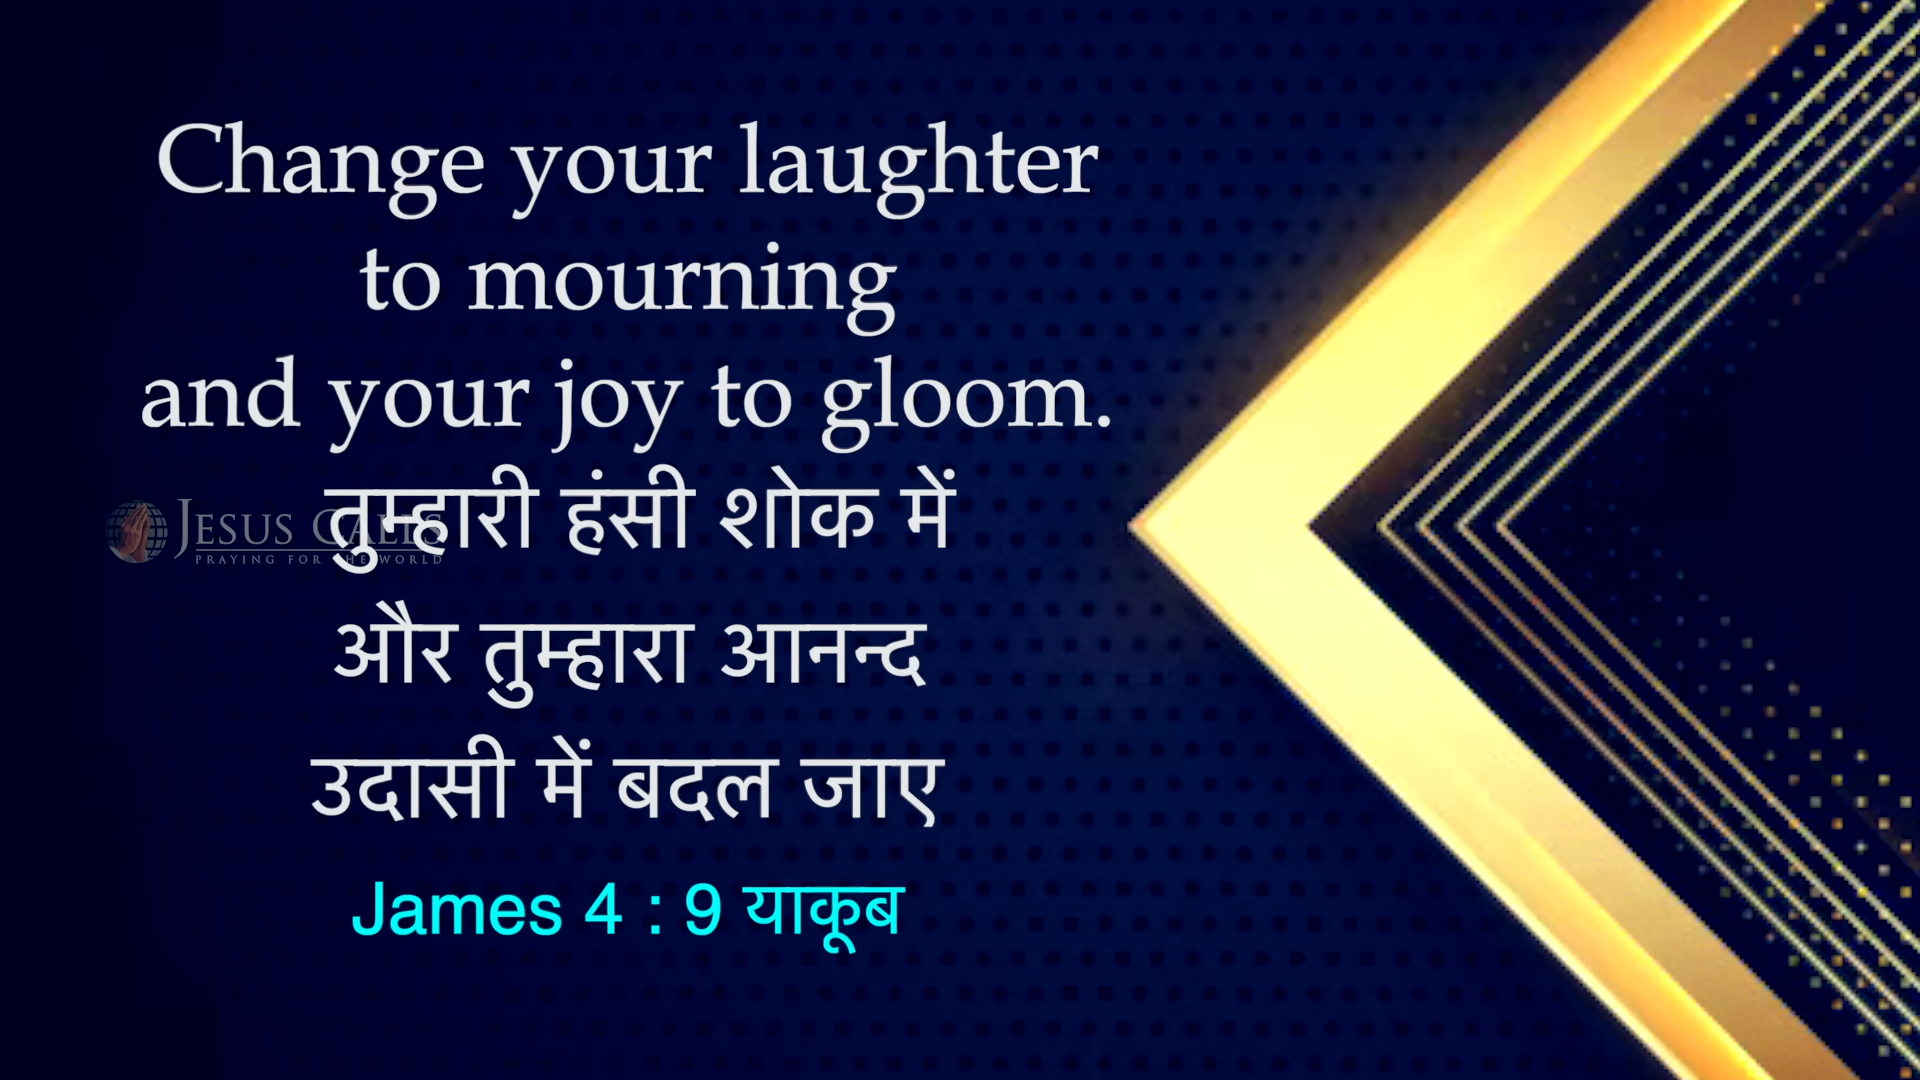 Change your laughter
to mourning
and your joy to gloom.
तुम्हारी हंसी शोक में
JESUS CALLS
PRAYING FOR THE WORLD
और तुम्हारा आनन्द
उदासी में बदल जाए
James 4 : 9 याकूब